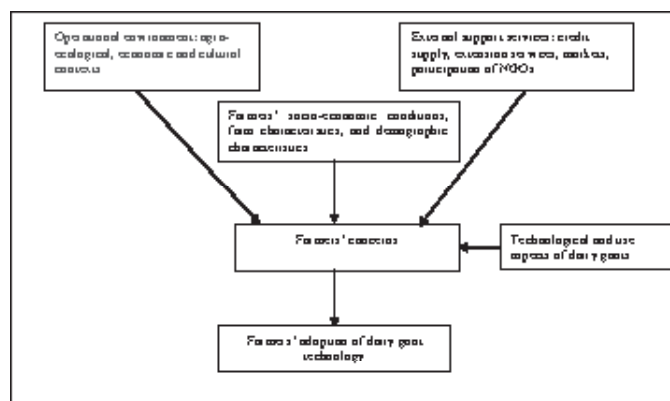 Operational environment: agro-
ecological, economic and cultural
contexts
External support services: credit
supply, extension services, markets,
participation of NGOs
Farmers' socio-economic conditions,
farm characteristics, and demographic
characteristics
Farmers' concerns
Technological and use
aspects of dairy goats
Farmers' adoption of dairy goat
technology